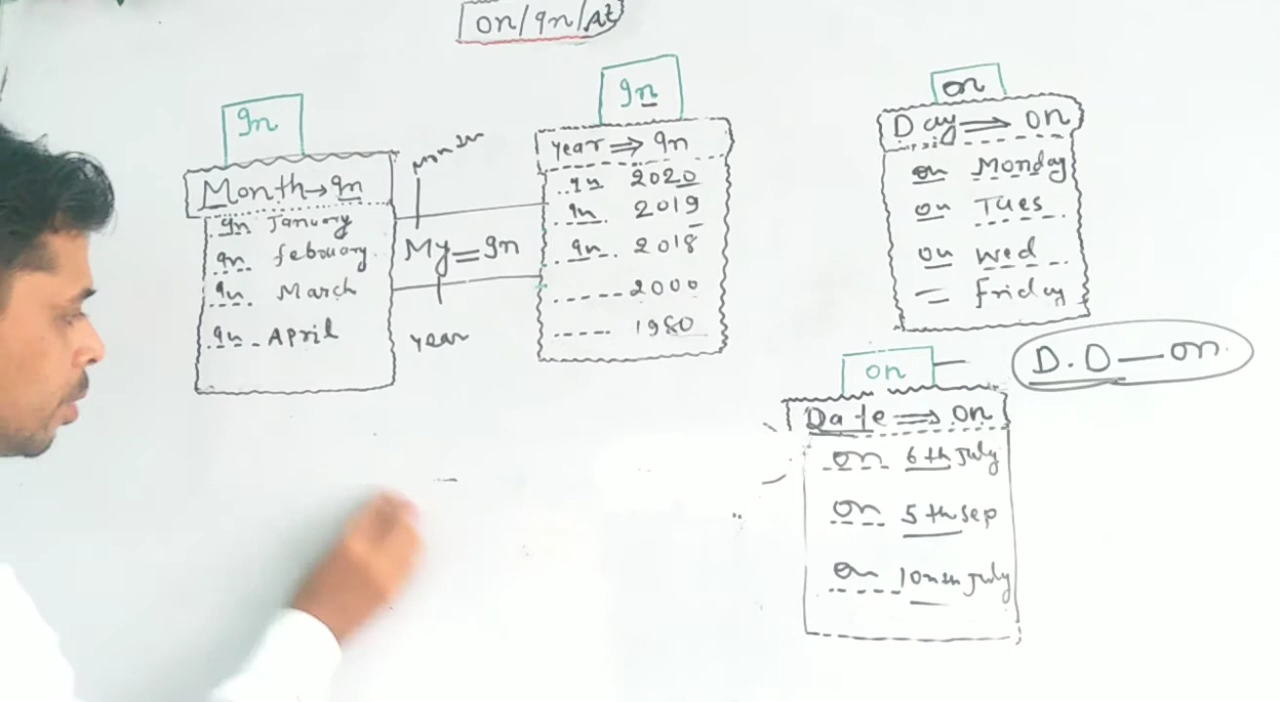 on/In/At
In
Month→In
In January
In febouary
In March
In April
Month
My=In
year
In
year⇒In
In 2020
In 2019
In 2018
------2000
-----1980
on
Day⇒on
on Monday
on Tues
on wed
= friday
D.D—on
on
Date⇒on
on 6th July
on 5th Sep
on 10nth July